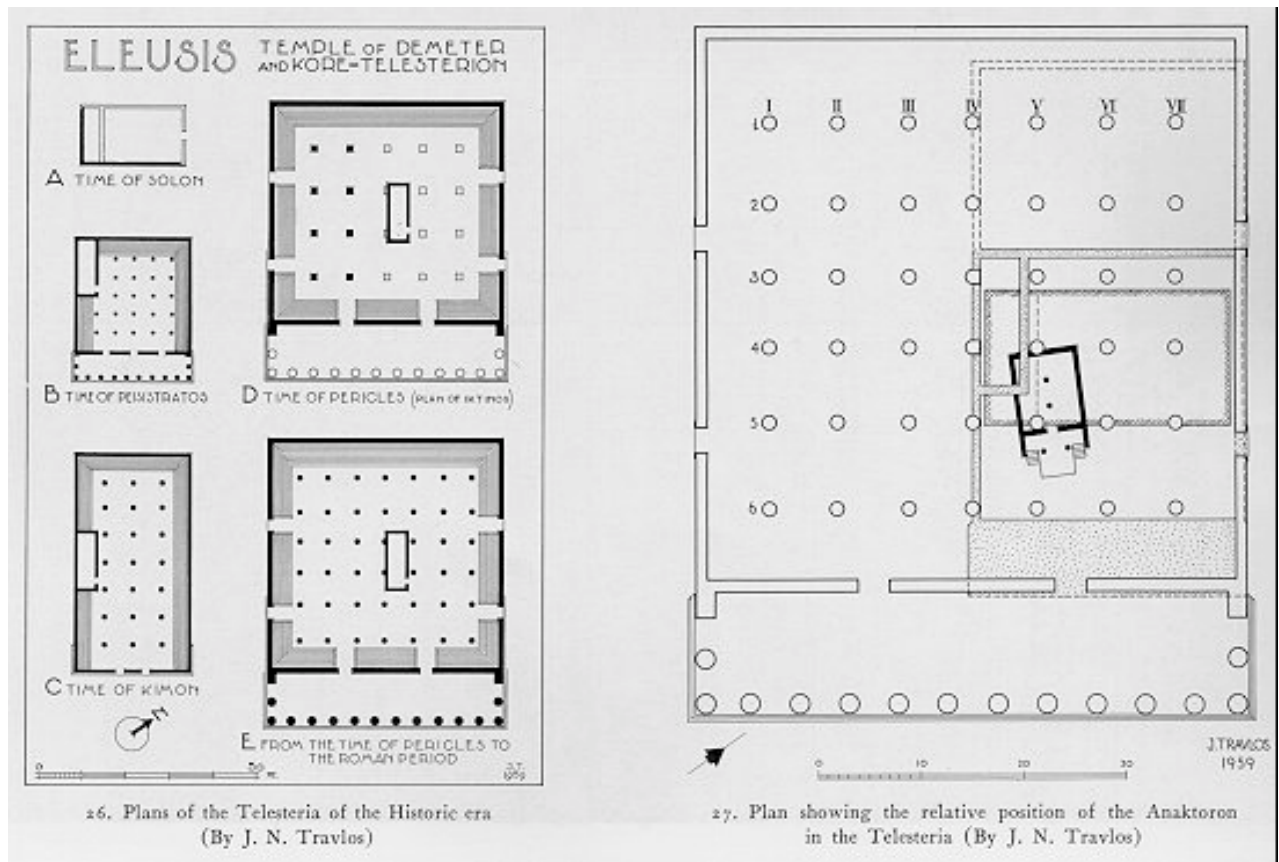 ELEUSIS
TEMPLE OF DEMETER
AND KORE=TELESTERION
A TIME OF SOLON
B TIME OF PEISISTRATOS
C TIME OF KIMON
N
D TIME OF PERICLES (PLAN OF IKTINOS)
E FROM THE TIME OF PERICLES TO
THE ROMAN PERIOD
0 50 M.
J.T.
1959
26. Plans of the Telesteria of the Historic era
(By J. N. Travlos)
I II III IV V VI VII
1
2
3
4
5
6
J.TRAVLOS
1959
0 10 20 30
27. Plan showing the relative position of the Anaktoron
in the Telesteria (By J. N. Travlos)